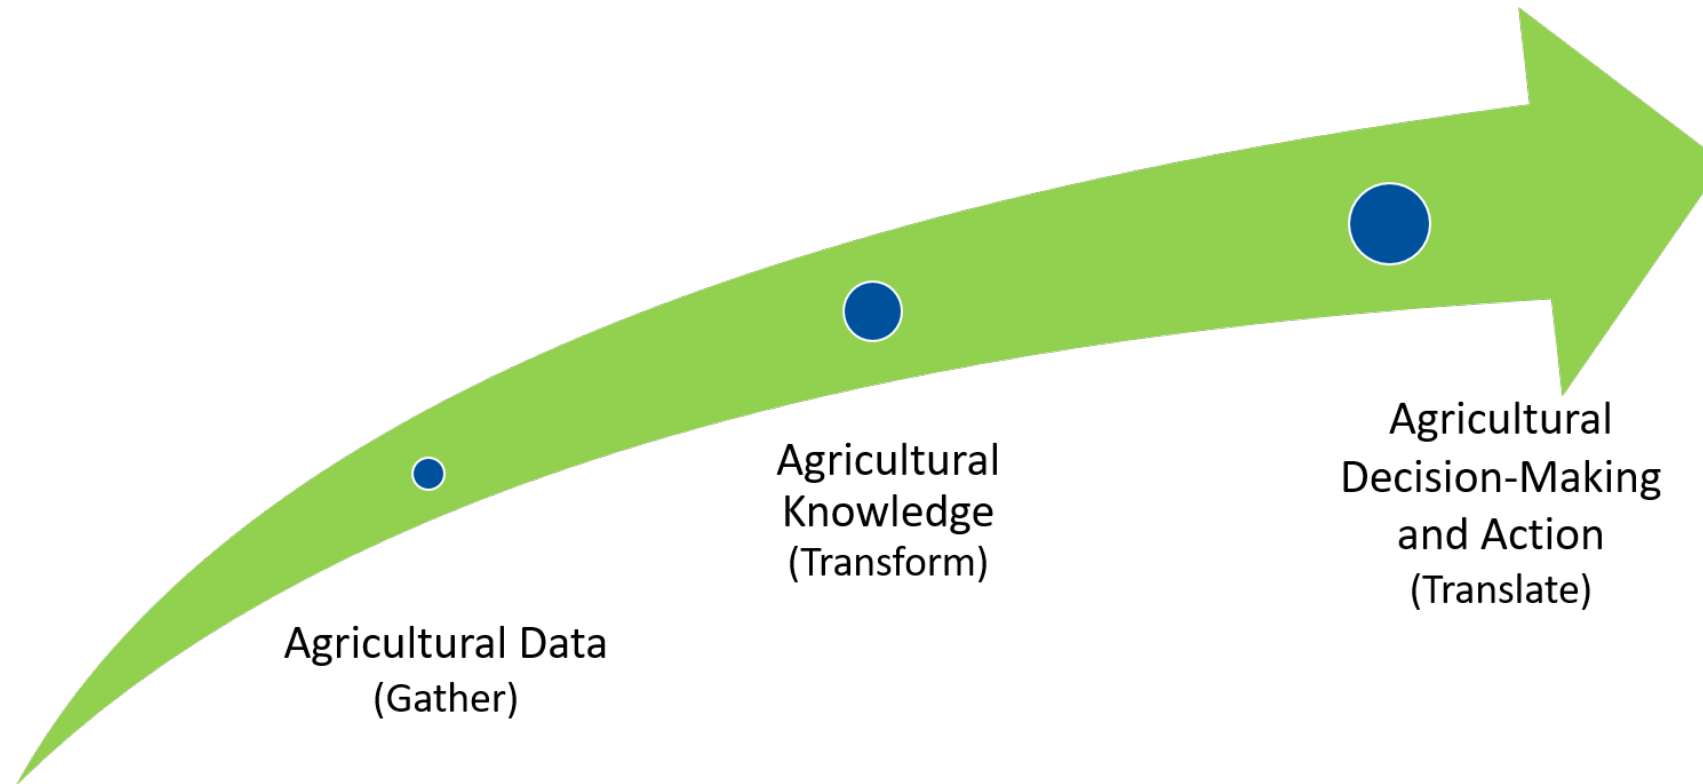 Agricultural Data
(Gather)
Agricultural
Knowledge
(Transform)
Agricultural
Decision-Making
and Action
(Translate)